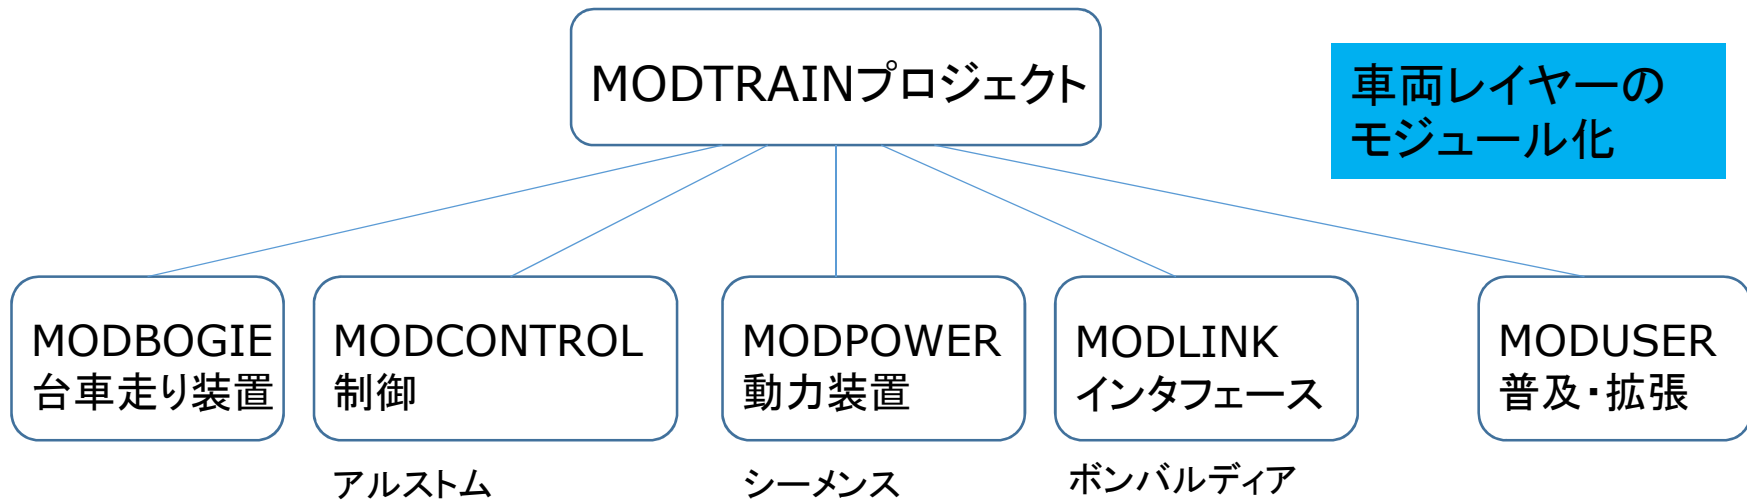 MODTRAINプロジェクト
車両レイヤーの
モジュール化
MODBOGIE
台車走り装置
MODCONTROL
制御
MODPOWER
動力装置
MODLINK
インタフェース
MODUSER
普及・拡張
アルストム
シーメンス
ボンバルディア